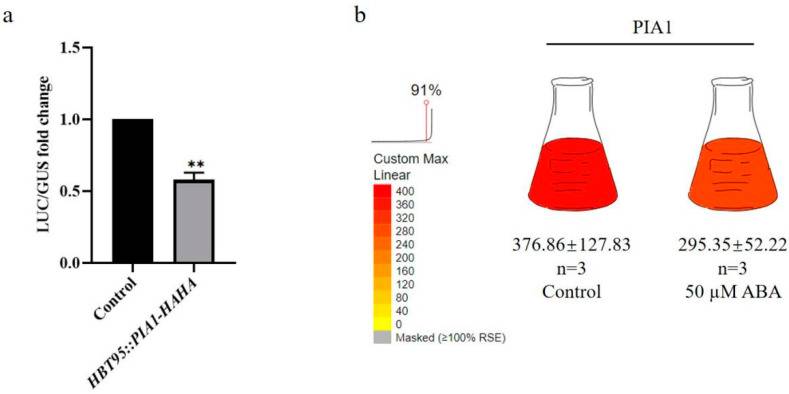 a
LUC/GUS fold change
1.5
1.0
0.5
0.0
**
Control
HBT95::PIA1-HAHA
b
PIA1
91%
Custom Max
Linear
400
360
320
280
240
200
160
120
80
40
0
Masked (≥100% RSE)
376.86±127.83
n=3
Control
295.35±52.22
n=3
50 µM ABA